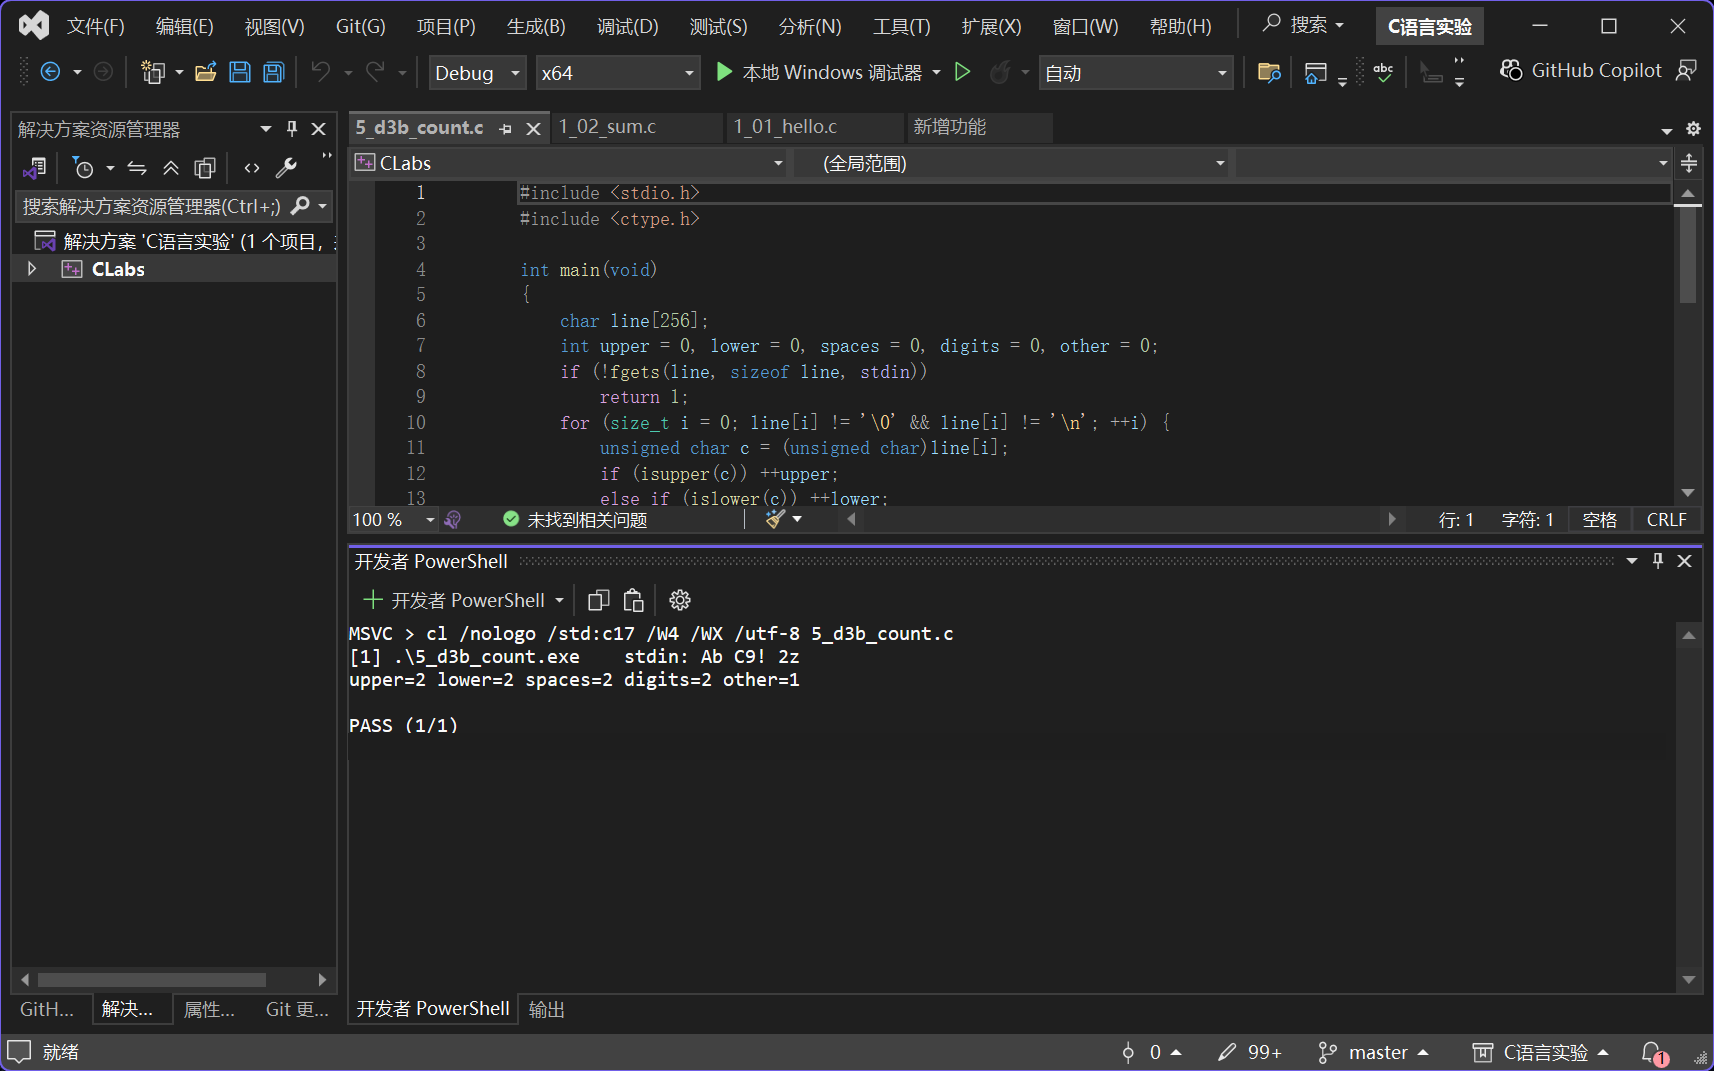 文件(F) 编辑(E) 视图(V) Git(G) 项目(P) 生成(B) 调试(D) 测试(S) 分析(N) 工具(T) 扩展(X) 窗口(W) 帮助(H) 搜索 C语言实验
Debug x64 本地 Windows 调试器 自动 GitHub Copilot
解决方案资源管理器
搜索解决方案资源管理器(Ctrl+;)
解决方案 'C语言实验' (1 个项目,
CLabs
5_d3b_count.c 1_02_sum.c 1_01_hello.c 新增功能
CLabs (全局范围)
1 #include <stdio.h>
2 #include <ctype.h>
3
4 int main(void)
5 {
6 char line[256];
7 int upper = 0, lower = 0, spaces = 0, digits = 0, other = 0;
8 if (!fgets(line, sizeof line, stdin))
9 return 1;
10 for (size_t i = 0; line[i] != '\0' && line[i] != '\n'; ++i) {
11 unsigned char c = (unsigned char)line[i];
12 if (isupper(c)) ++upper;
13 else if (islower(c)) ++lower;
100 % 未找到相关问题 行: 1 字符: 1 空格 CRLF
开发者 PowerShell
开发者 PowerShell
MSVC > cl /nologo /std:c17 /W4 /WX /utf-8 5_d3b_count.c
[1] .\5_d3b_count.exe stdin: Ab C9! 2z
upper=2 lower=2 spaces=2 digits=2 other=1
PASS (1/1)
GitH... 解决... 属性... Git 更...
开发者 PowerShell 输出
就绪 0 99+ master C语言实验 1